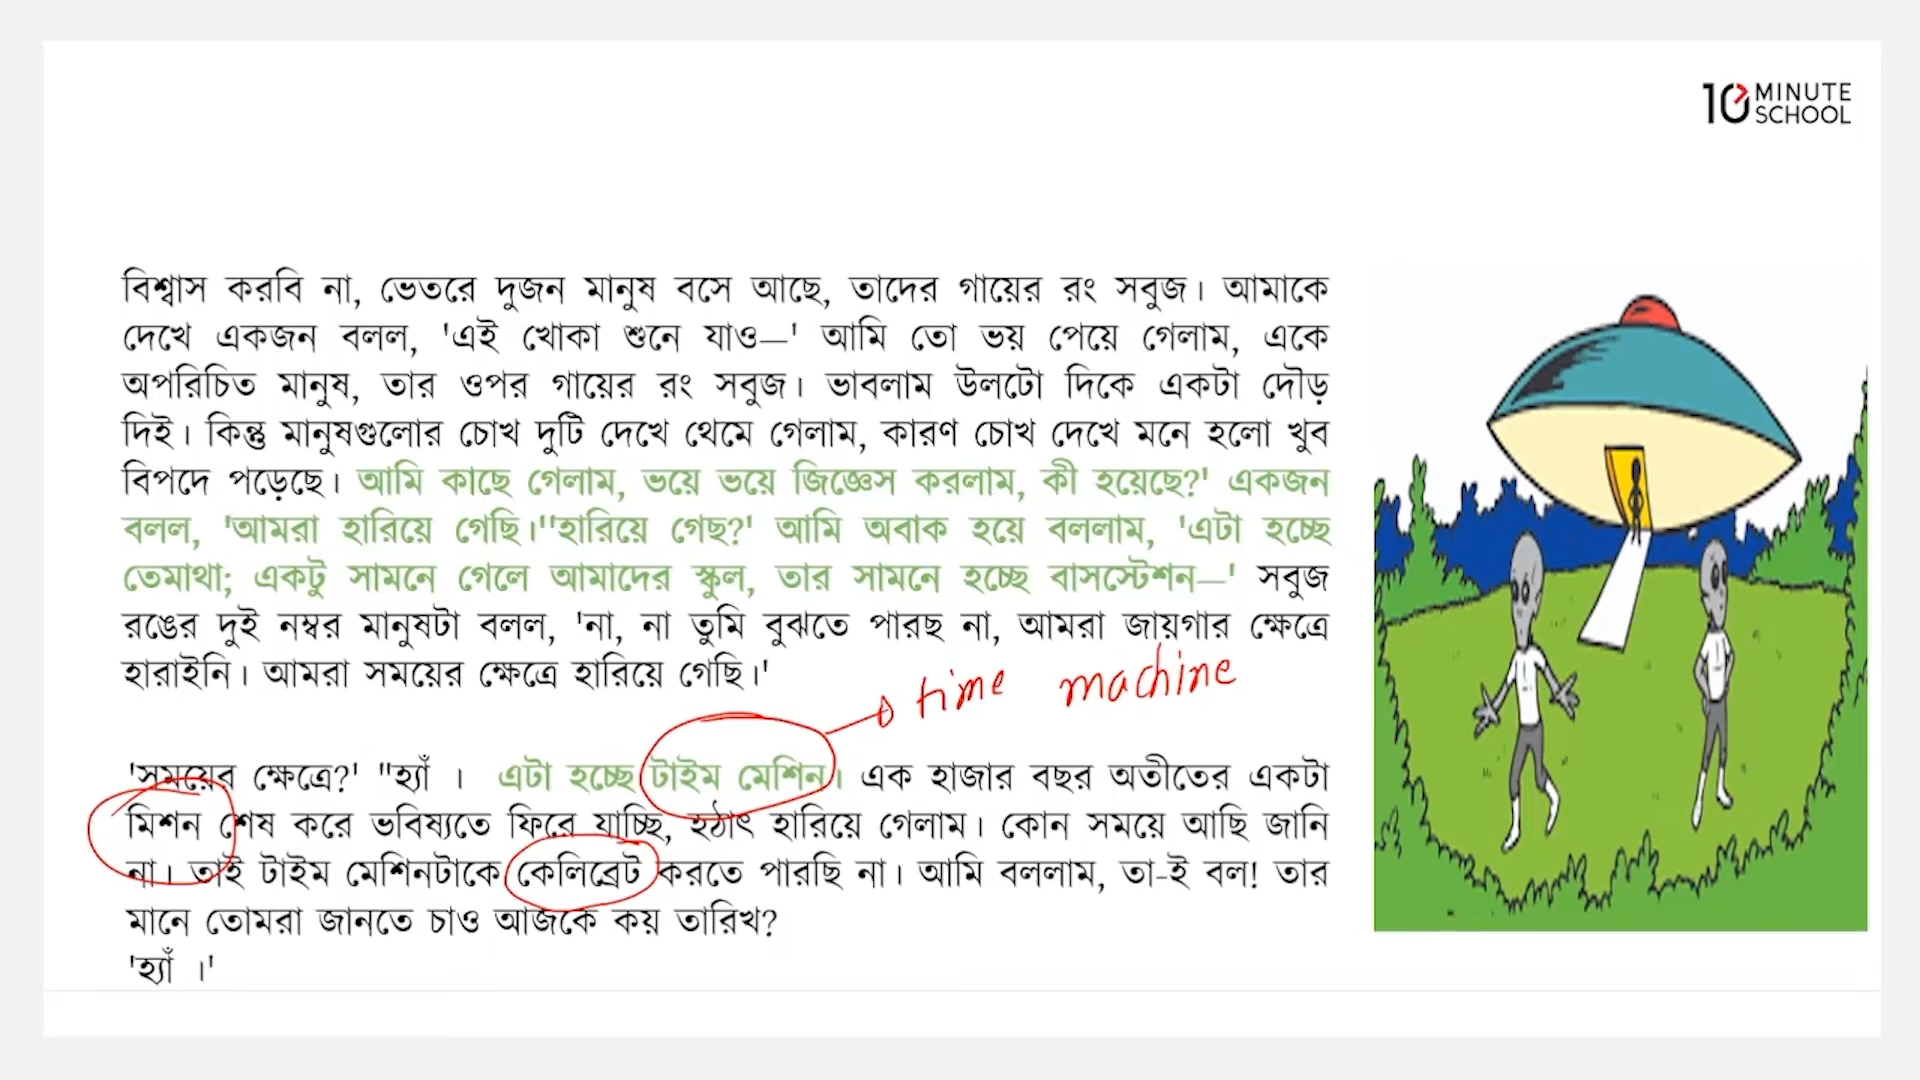 10 MINUTE
SCHOOL
বিশ্বাস করবি না, ভেতরে দুজন মানুষ বসে আছে, তাদের গায়ের রং সবুজ। আমাকে
দেখে একজন বলল, 'এই খোকা শুনে যাও—' আমি তো ভয় পেয়ে গেলাম, একে
অপরিচিত মানুষ, তার ওপর গায়ের রং সবুজ। ভাবলাম উলটো দিকে একটা দৌড়
দিই। কিন্তু মানুষগুলোর চোখ দুটি দেখে থেমে গেলাম, কারণ চোখ দেখে মনে হলো খুব
বিপদে পড়েছে। আমি কাছে গেলাম, ভয়ে ভয়ে জিজ্ঞেস করলাম, কী হয়েছে?' একজন
বলল, 'আমরা হারিয়ে গেছি।''হারিয়ে গেছ?' আমি অবাক হয়ে বললাম, 'এটা হচ্ছে
তেমাথা; একটু সামনে গেলে আমাদের স্কুল, তার সামনে হচ্ছে বাসস্টেশন—' সবুজ
রঙের দুই নম্বর মানুষটা বলল, 'না, না তুমি বুঝতে পারছ না, আমরা জায়গার ক্ষেত্রে
হারাইনি। আমরা সময়ের ক্ষেত্রে হারিয়ে গেছি।'
time machine
'সময়ের ক্ষেত্রে?' "হ্যাঁ । এটা হচ্ছে টাইম মেশিন। এক হাজার বছর অতীতের একটা
মিশন শেষ করে ভবিষ্যতে ফিরে যাচ্ছি, হঠাৎ হারিয়ে গেলাম। কোন সময়ে আছি জানি
না। তাই টাইম মেশিনটাকে কেলিব্রেট করতে পারছি না। আমি বললাম, তা-ই বল! তার
মানে তোমরা জানতে চাও আজকে কয় তারিখ?
'হ্যাঁ ।'